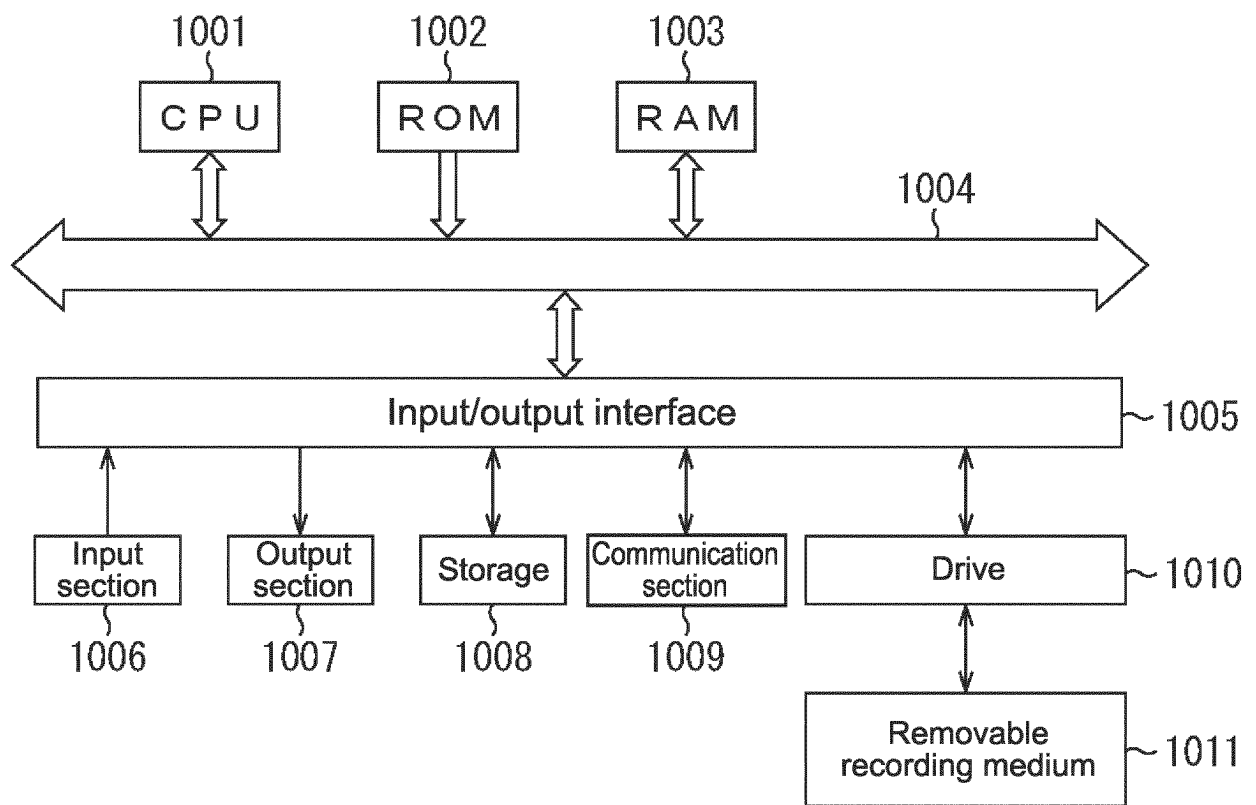 1001
1002
1003
CPU
ROM
RAM
1004
Input/output interface
1005
Input
section
Output
section
Storage
Communication
section
Drive
1010
1006
1007
1008
1009
Removable
recording medium
1011